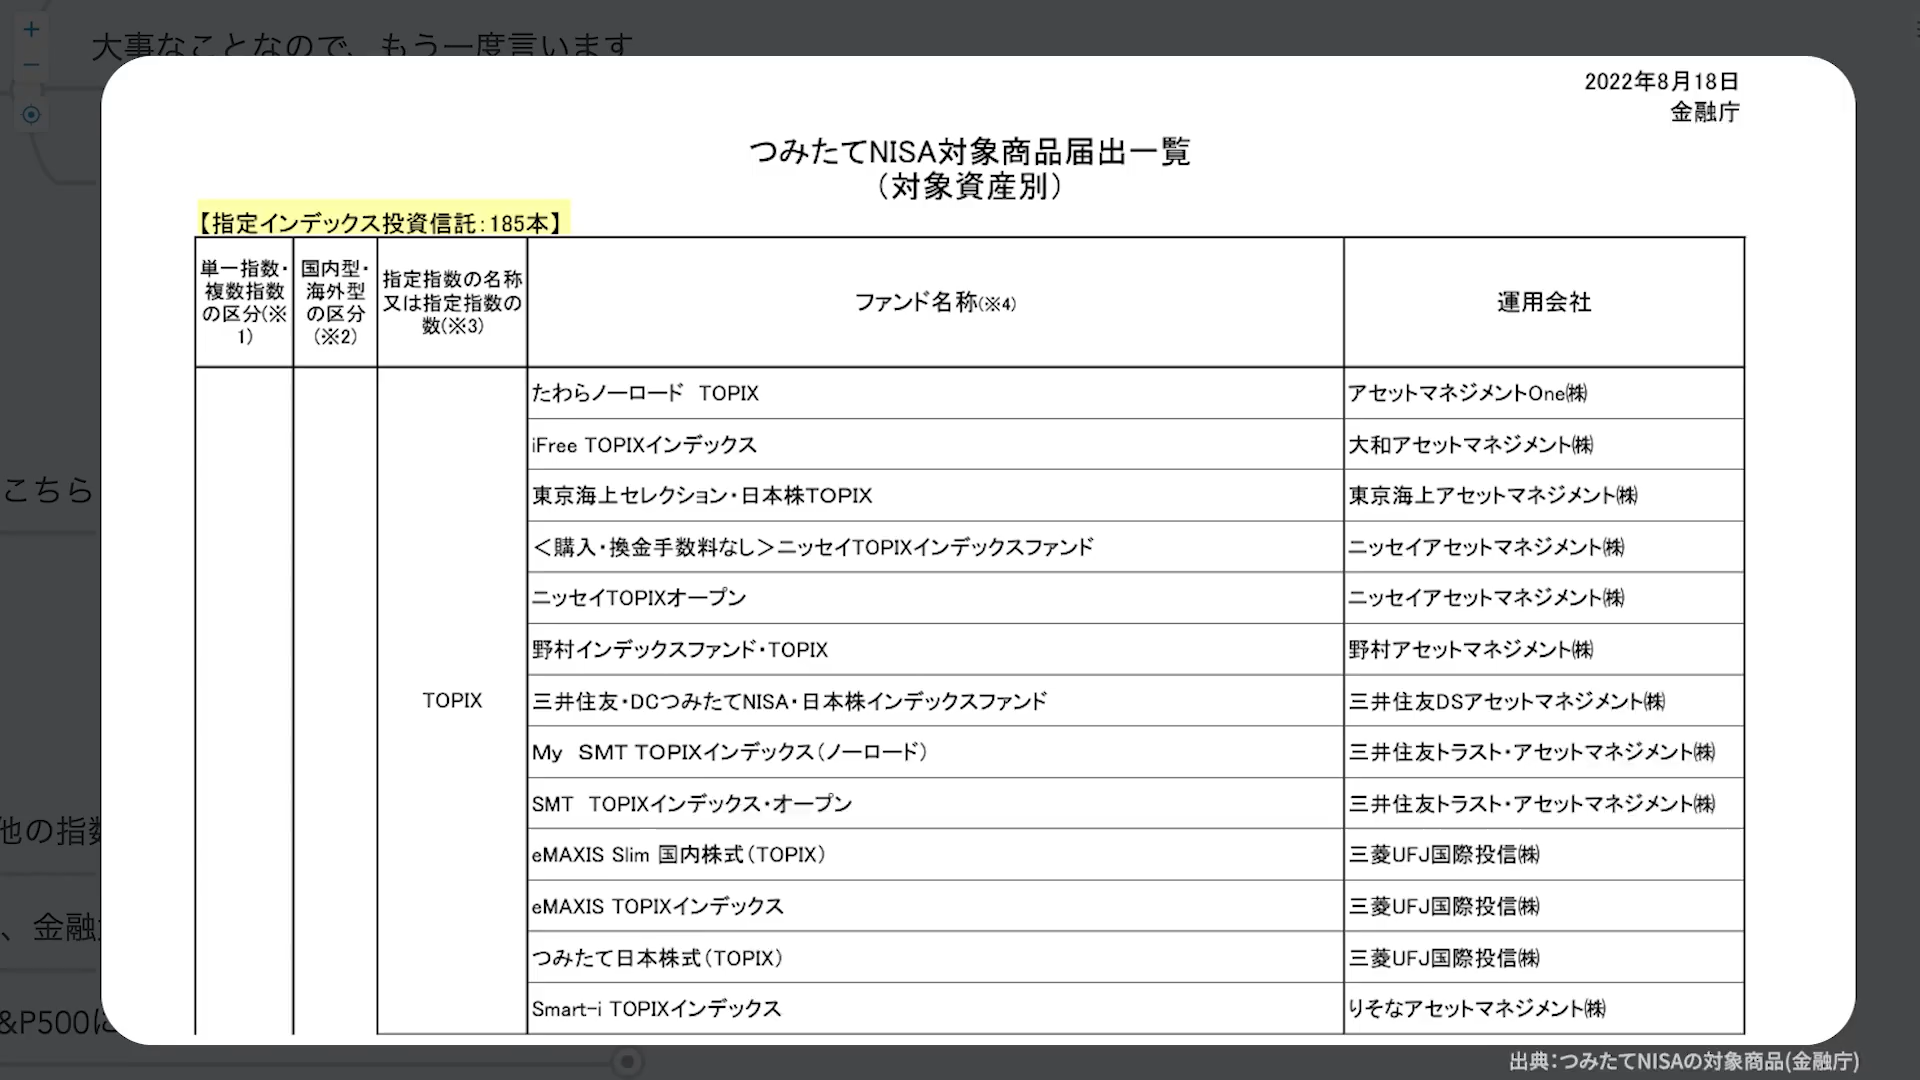 大事なことなので、もう一度言います
2022年8月18日
金融庁
つみたてNISA対象商品届出一覧
（対象資産別）
【指定インデックス投資信託：185本】
単一指数・複数指数の区分(※1)
国内型・海外型の区分(※2)
指定指数の名称又は指定指数の数(※3)
ファンド名称(※4)
運用会社
TOPIX
たわらノーロード　TOPIX
アセットマネジメントOne㈱
iFree TOPIXインデックス
大和アセットマネジメント㈱
東京海上セレクション・日本株TOPIX
東京海上アセットマネジメント㈱
＜購入・換金手数料なし＞ニッセイTOPIXインデックスファンド
ニッセイアセットマネジメント㈱
ニッセイTOPIXオープン
ニッセイアセットマネジメント㈱
野村インデックスファンド・TOPIX
野村アセットマネジメント㈱
三井住友・DCつみたてNISA・日本株インデックスファンド
三井住友DSアセットマネジメント㈱
My　SMT TOPIXインデックス（ノーロード）
三井住友トラスト・アセットマネジメント㈱
SMT　TOPIXインデックス・オープン
三井住友トラスト・アセットマネジメント㈱
eMAXIS Slim 国内株式（TOPIX）
三菱UFJ国際投信㈱
eMAXIS TOPIXインデックス
三菱UFJ国際投信㈱
つみたて日本株式（TOPIX）
三菱UFJ国際投信㈱
Smart-i TOPIXインデックス
りそなアセットマネジメント㈱
こちら
他の指数
、金融
&P500に
出典：つみたてNISAの対象商品(金融庁)